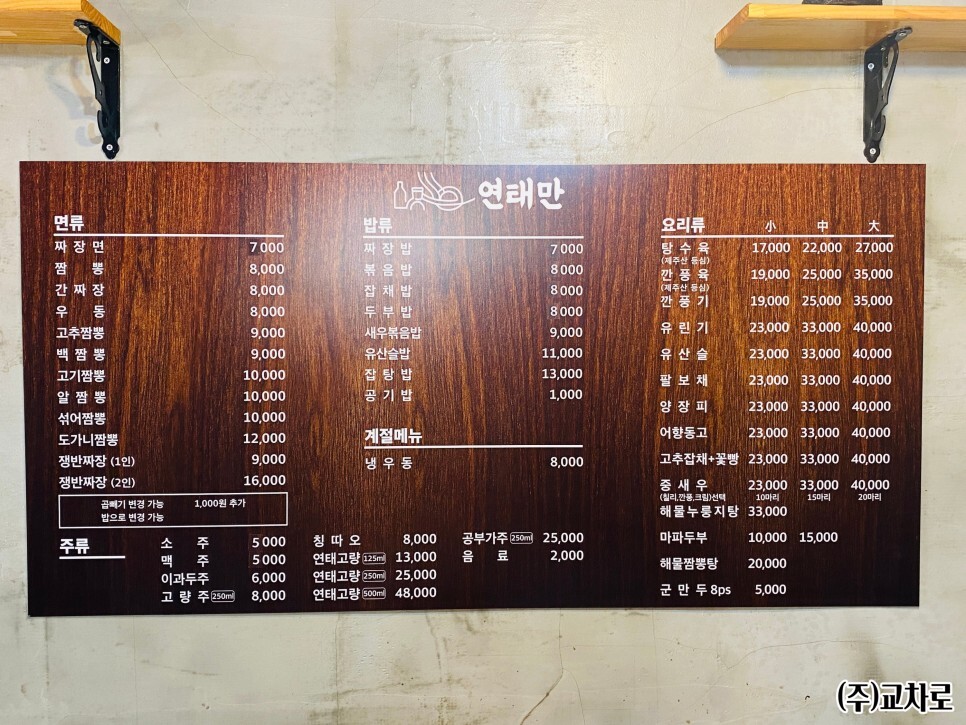 연태만
면류
짜장면 7000
짬뽕 8,000
간짜장 8,000
우동 8,000
고추짬뽕 9,000
백짬뽕 9,000
고기짬뽕 10,000
알짬뽕 10,000
섞어짬뽕 10,000
도가니짬뽕 12,000
쟁반짜장 (1인) 9,000
쟁반짜장 (2인) 16,000
곱빼기 변경 가능 1,000원 추가
밥으로 변경 가능
밥류
짜장밥 7000
볶음밥 8000
잡채밥 8000
두부밥 8000
새우볶음밥 9,000
유산슬밥 11,000
잡탕밥 13,000
공기밥 1,000
계절메뉴
냉우동 8,000
요리류 小 中 大
탕수육 17,000 22,000 27,000
(제주산 등심)
깐풍육 19,000 25,000 35,000
(제주산 등심)
깐풍기 19,000 25,000 35,000
유린기 23,000 33,000 40,000
유산슬 23,000 33,000 40,000
팔보채 23,000 33,000 40,000
양장피 23,000 33,000 40,000
어향동고 23,000 33,000 40,000
고추잡채+꽃빵 23,000 33,000 40,000
중새우 23,000 33,000 40,000
(칠리,깐풍,크림)선택 10마리 15마리 20마리
해물누룽지탕 33,000
마파두부 10,000 15,000
해물짬뽕탕 20,000
군만두 8ps 5,000
주류
소주 5000
맥주 5000
이과두주 6,000
고량주 250ml 8,000
칭따오 8,000
연태고량 125ml 13,000
연태고량 250ml 25,000
연태고량 500ml 48,000
공부가주 250ml 25,000
음료 2,000
(주)교차로